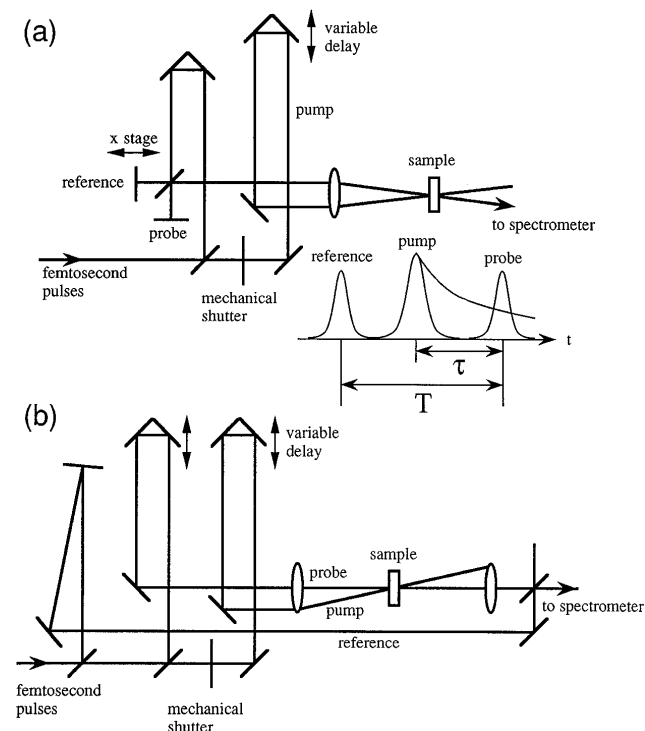 (a)
variable
delay
pump
x stage
reference
sample
probe
to spectrometer
femtosecond
pulses
mechanical
shutter
reference
pump
probe
t
τ
T
(b)
variable
delay
sample
probe
pump
to spectrometer
reference
femtosecond
pulses
mechanical
shutter